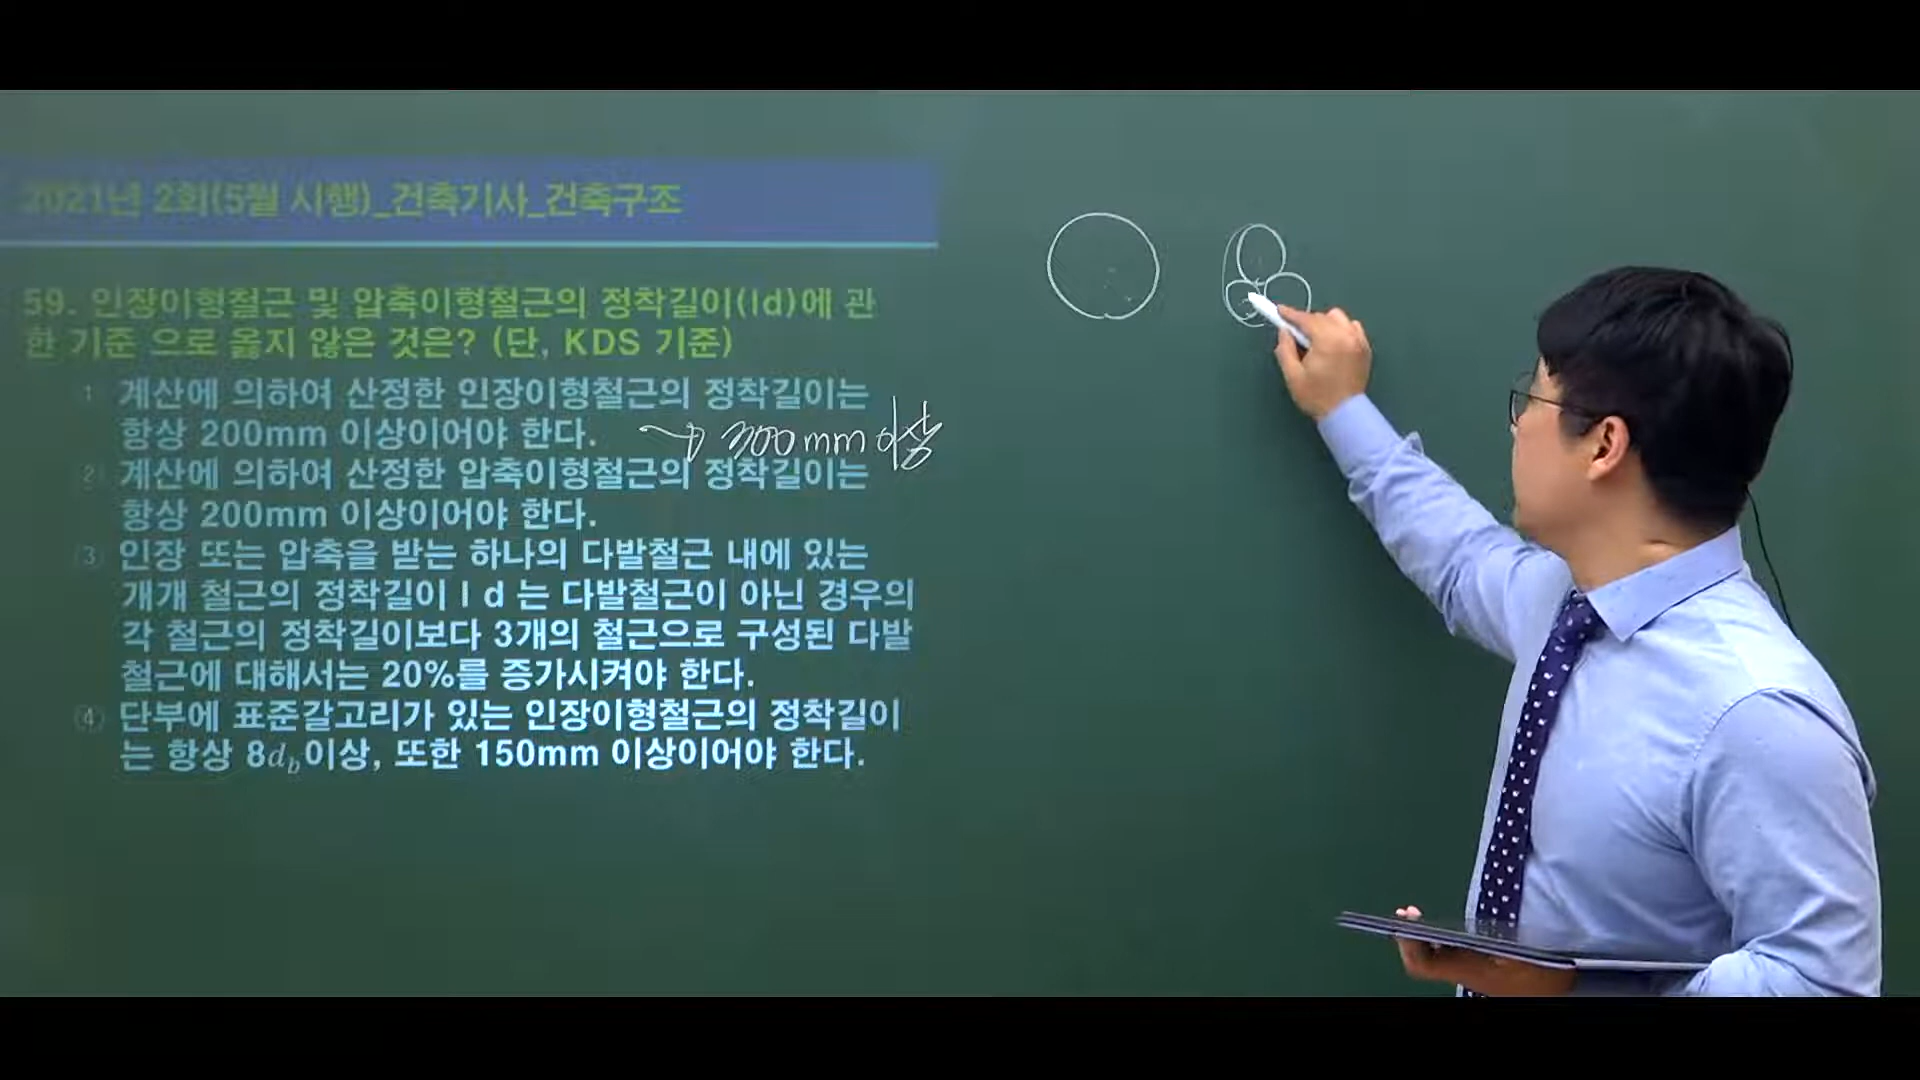 2021년 2회(5월 시행)_건축기사_건축구조
59. 인장이형철근 및 압축이형철근의 정착길이(ld)에 관
한 기준 으로 옳지 않은 것은? (단, KDS 기준)
① 계산에 의하여 산정한 인장이형철근의 정착길이는
항상 200mm 이상이어야 한다. → 300mm 이상
② 계산에 의하여 산정한 압축이형철근의 정착길이는
항상 200mm 이상이어야 한다.
③ 인장 또는 압축을 받는 하나의 다발철근 내에 있는
개개 철근의 정착길이 l d 는 다발철근이 아닌 경우의
각 철근의 정착길이보다 3개의 철근으로 구성된 다발
철근에 대해서는 20%를 증가시켜야 한다.
④ 단부에 표준갈고리가 있는 인장이형철근의 정착길이
는 항상 8d_b이상, 또한 150mm 이상이어야 한다.